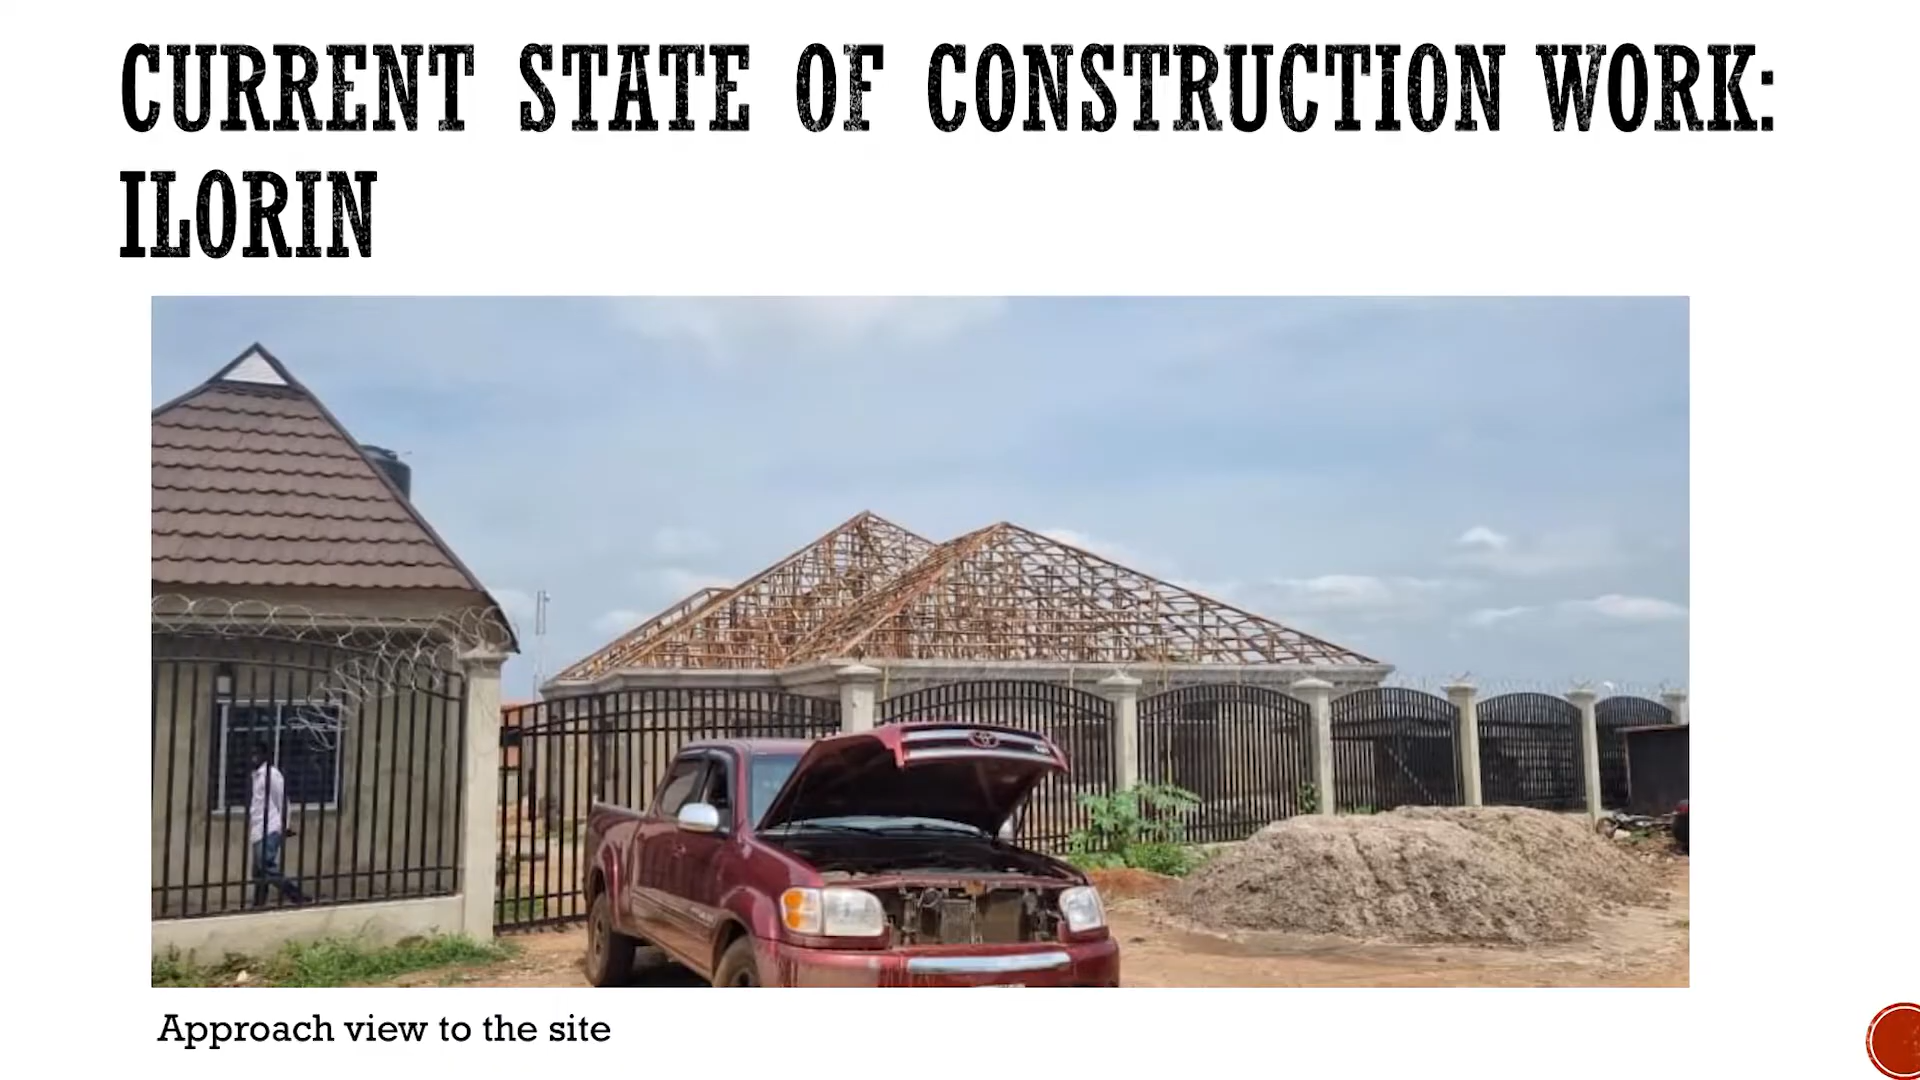 CURRENT STATE OF CONSTRUCTION WORK:
ILORIN
Approach view to the site